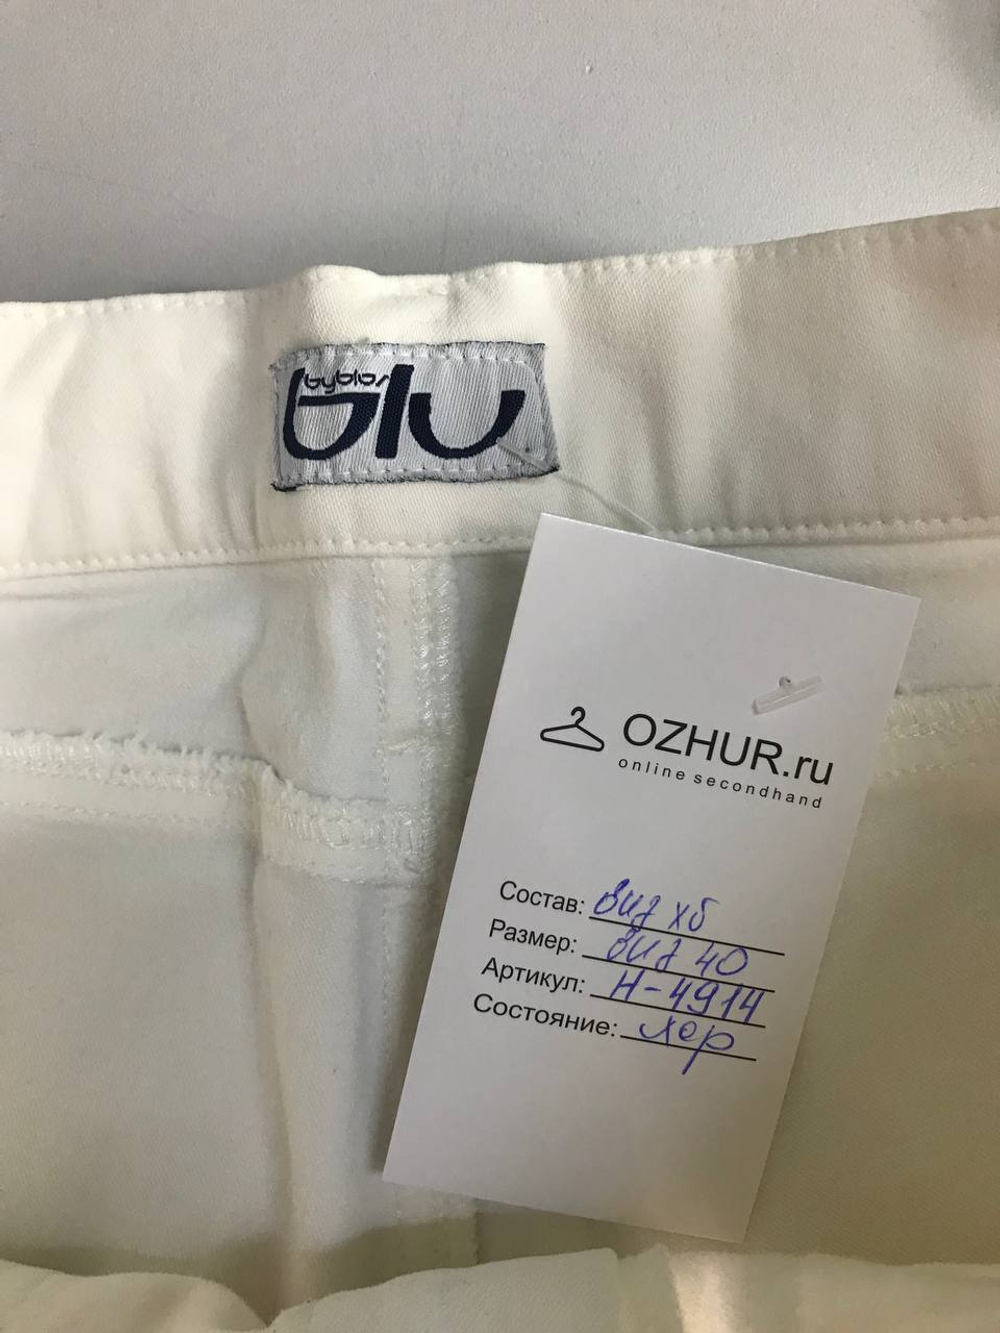 byblos
blu
OZHUR.ru
online secondhand
Состав: виз хб
Размер: виз 40
Артикул: Н-4914
Состояние: хор